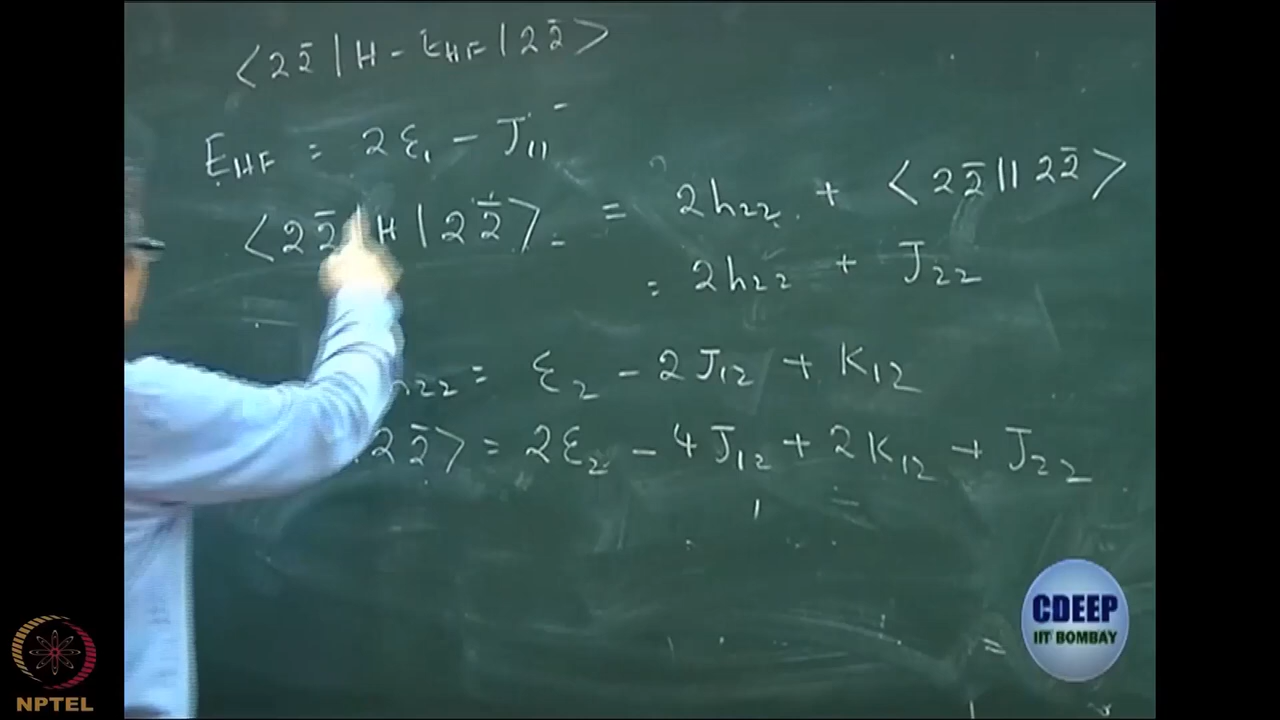 ⟨2 2̄ | H - E_HF | 2 2̄⟩
E_HF = 2ε₁ - J₁₁
⟨2 2̄ | H | 2 2̄⟩ = 2h₂₂ + ⟨2 2̄ || 2 2̄⟩
= 2h₂₂ + J₂₂
h₂₂ = ε₂ - 2J₁₂ + K₁₂
2 2̄⟩ = 2ε₂ - 4J₁₂ + 2K₁₂ + J₂₂
CDEEP
IIT BOMBAY
NPTEL